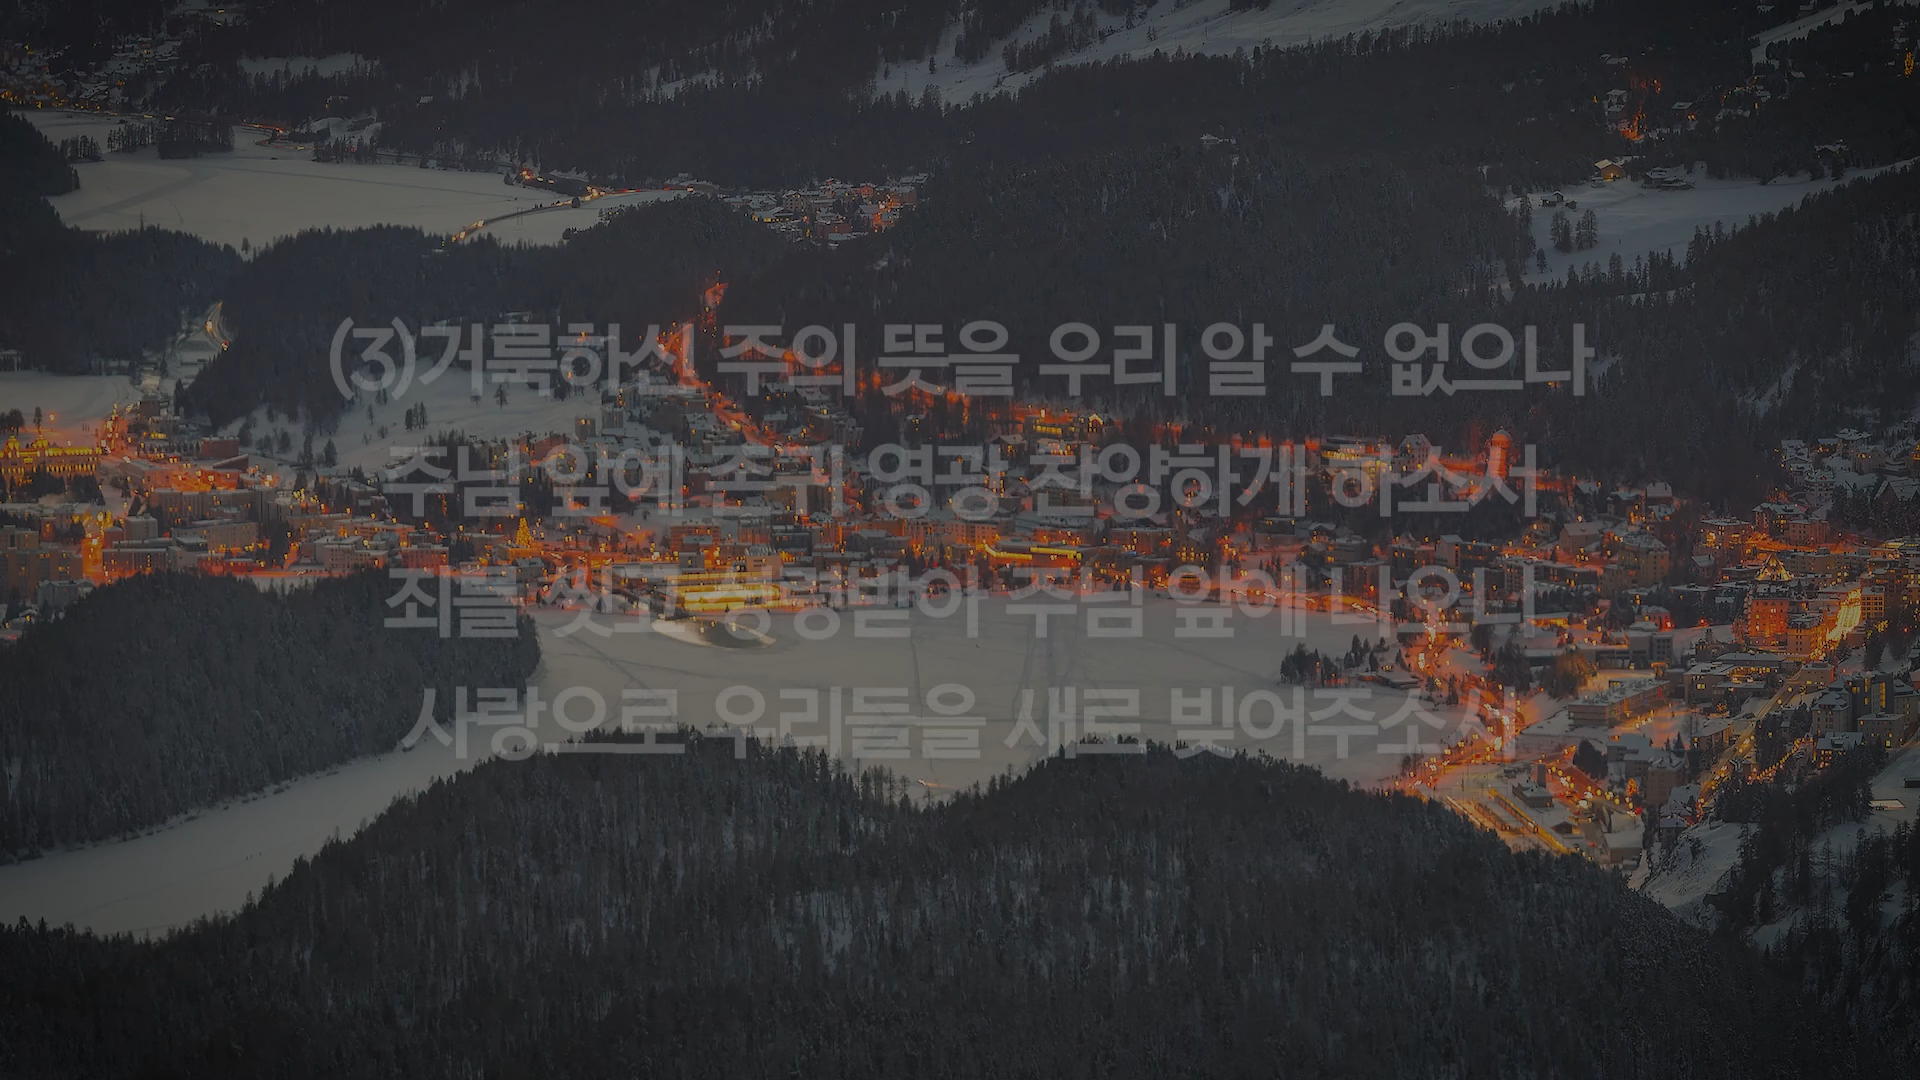 (3)거룩하신 주의 뜻을 우리 알 수 없으나
주님 앞에 존귀 영광 찬양하게 하소서
죄를 씻고 성령받아 주님 앞에 나오니
사랑으로 우리들을 새로 빚어주소서